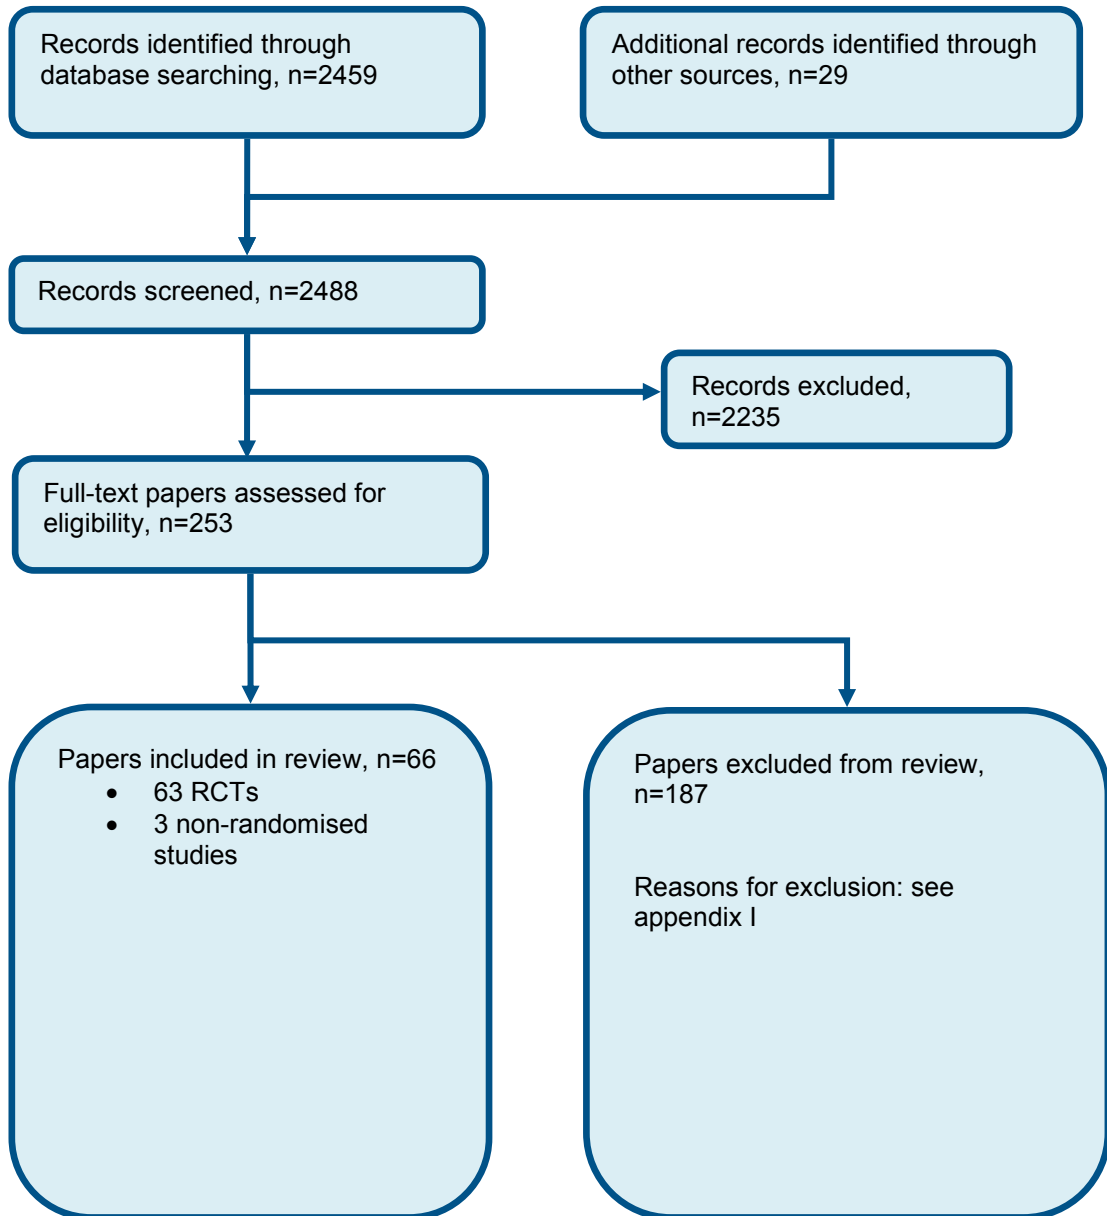 Records identified through
database searching, n=2459
Additional records identified through
other sources, n=29
Records screened, n=2488
Records excluded,
n=2235
Full-text papers assessed for
eligibility, n=253
Papers included in review, n=66
• 63 RCTs
• 3 non-randomised
studies
Papers excluded from review,
n=187
Reasons for exclusion: see
appendix I